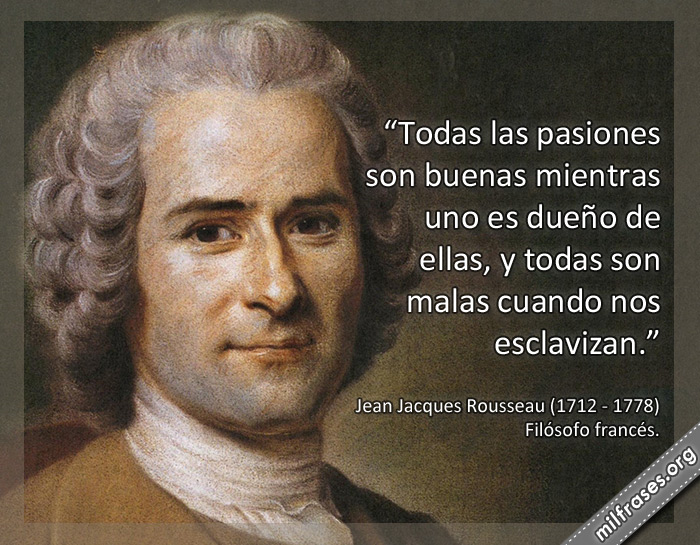 “Todas las pasiones
son buenas mientras
uno es dueño de
ellas, y todas son
malas cuando nos
esclavizan.”
Jean Jacques Rousseau (1712 - 1778)
Filósofo francés.
milfrases.org